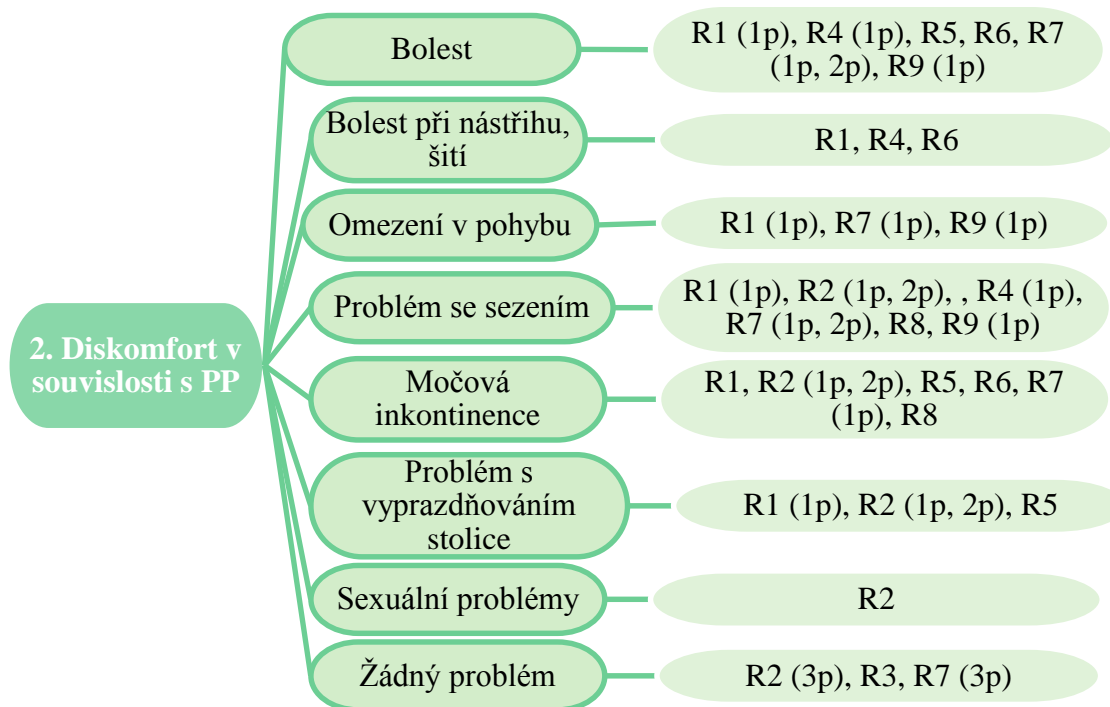 2. Diskomfort v
souvislosti s PP
Bolest
R1 (1p), R4 (1p), R5, R6, R7
(1p, 2p), R9 (1p)
Bolest při nástřihu,
šití
R1, R4, R6
Omezení v pohybu
R1 (1p), R7 (1p), R9 (1p)
Problém se sezením
R1 (1p), R2 (1p, 2p), , R4 (1p),
R7 (1p, 2p), R8, R9 (1p)
Močová
inkontinence
R1, R2 (1p, 2p), R5, R6, R7
(1p), R8
Problém s
vyprazdňováním
stolice
R1 (1p), R2 (1p, 2p), R5
Sexuální problémy
R2
Žádný problém
R2 (3p), R3, R7 (3p)